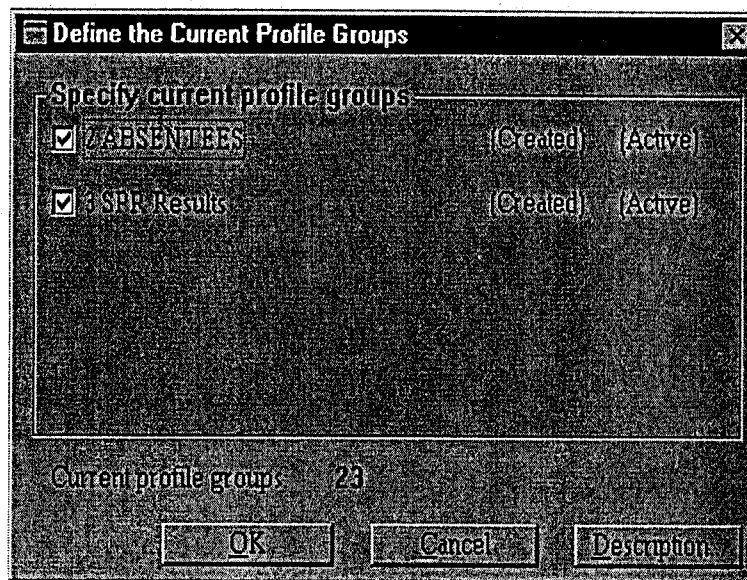 Define the Current Profile Groups
Specify current profile groups
2 ABSENTEES (Created) (Active)
3 SPR Results (Created) (Active)
Current profile groups 23
OK Cancel Description